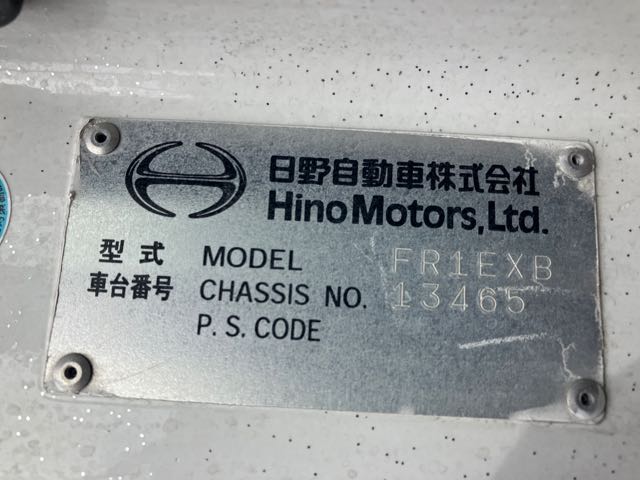 日野自動車株式会社
Hino Motors, Ltd.
型式 MODEL FR1EXB
車台番号 CHASSIS NO. 13465
P. S. CODE